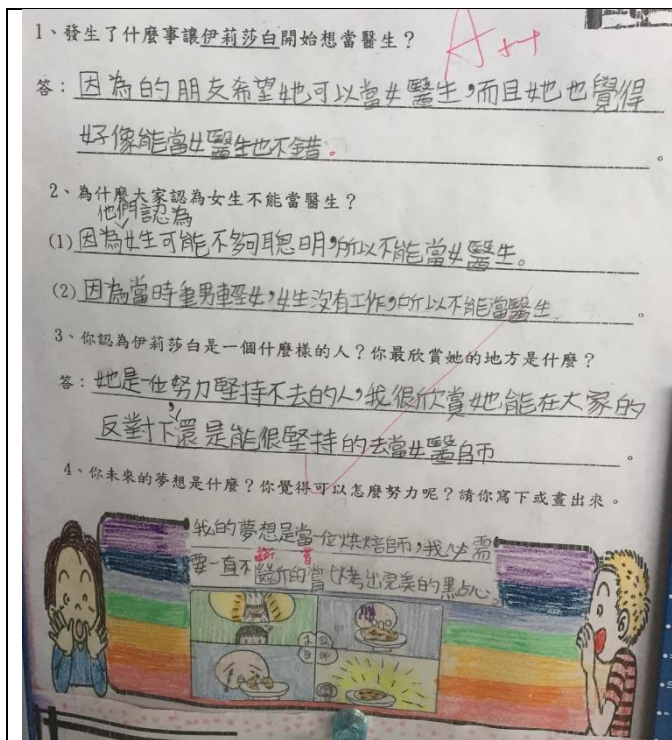 1、發生了什麼事讓伊莉莎白開始想當醫生？
A++
答：因為的朋友希望她可以當女醫生，而且她也覺得
好像能當女醫生也不錯。
2、為什麼大家認為女生不能當醫生？
他們認為
(1)因為女生可能不夠聰明，所以不能當女醫生。
(2)因為當時重男輕女，女生沒有工作，所以不能當醫生。
3、你認為伊莉莎白是一個什麼樣的人？你最欣賞她的地方是什麼？
答：她是一位努力堅持不去的人，我很欣賞她能在大家的
反對下，還是能很堅持的去當女醫師。
4、你未來的夢想是什麼？你覺得可以怎麼努力呢？請你寫下或畫出來。
我的夢想是當一位烘焙師，我必需
斷 嘗
要一直不斷的嘗 烤出完美的點心。